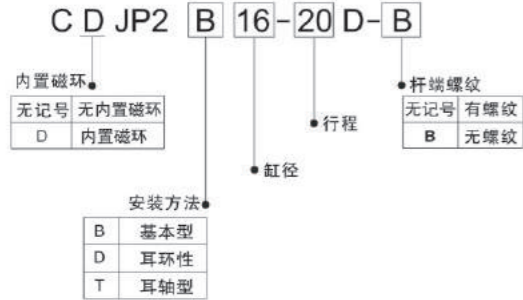 C D JP2 B 16-20 D-B
内置磁环
无记号 无内置磁环
D 内置磁环
杆端螺纹
无记号 有螺纹
B 无螺纹
行程
缸径
安装方法
B 基本型
D 耳环性
T 耳轴型